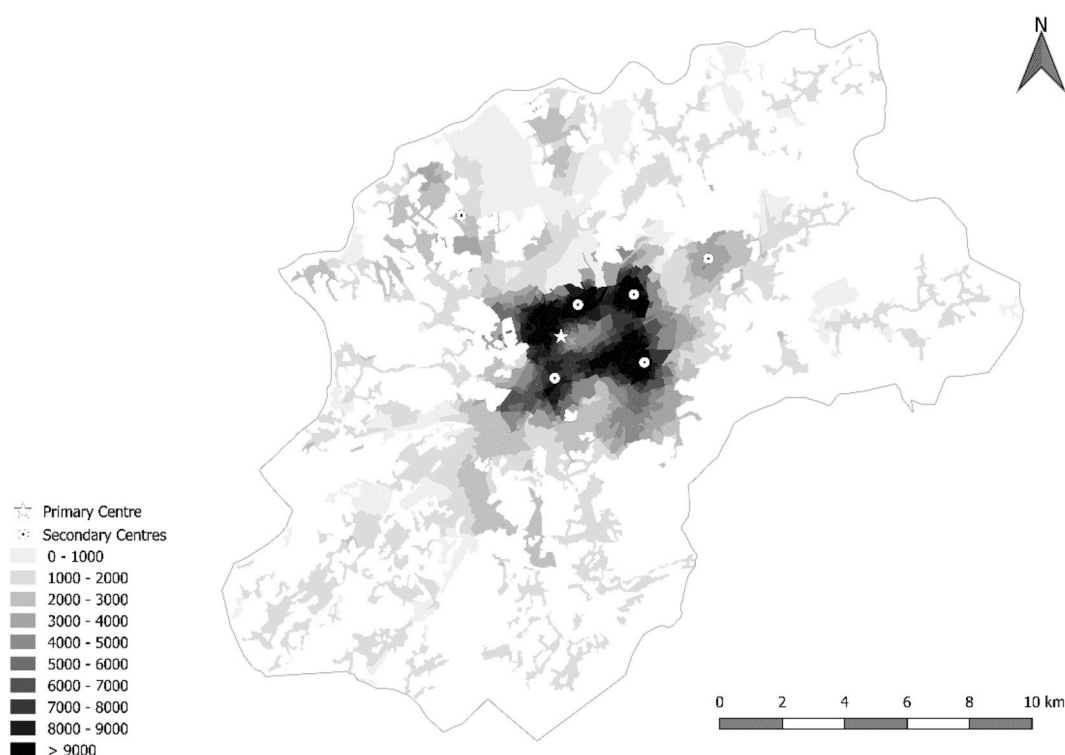 N
Primary Centre
Secondary Centres
0 - 1000
1000 - 2000
2000 - 3000
3000 - 4000
4000 - 5000
5000 - 6000
6000 - 7000
7000 - 8000
8000 - 9000
> 9000
0 2 4 6 8 10 km